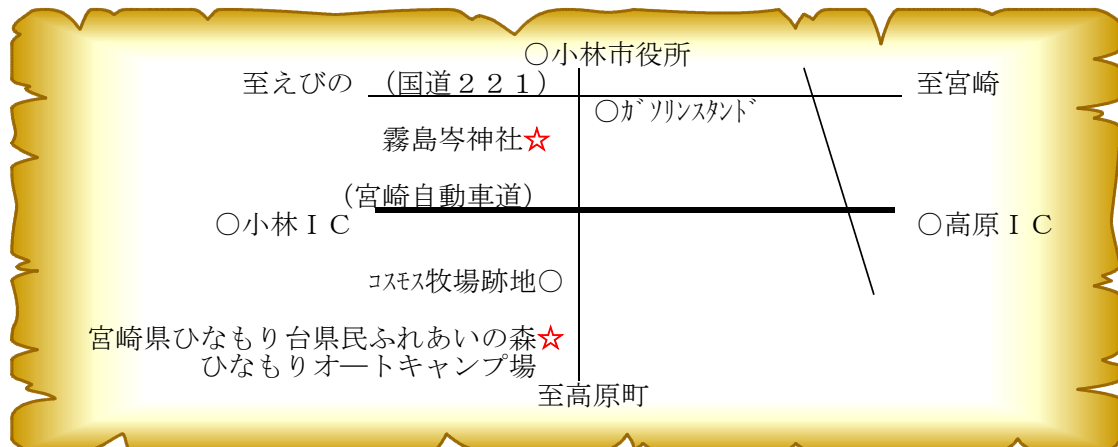 ○小林市役所
至えびの (国道221) 至宮崎
○ガソリンスタンド
霧島岑神社☆
(宮崎自動車道)
○小林IC ○高原IC
コスモス牧場跡地○
宮崎県ひなもり台県民ふれあいの森☆
ひなもりオートキャンプ場
至高原町